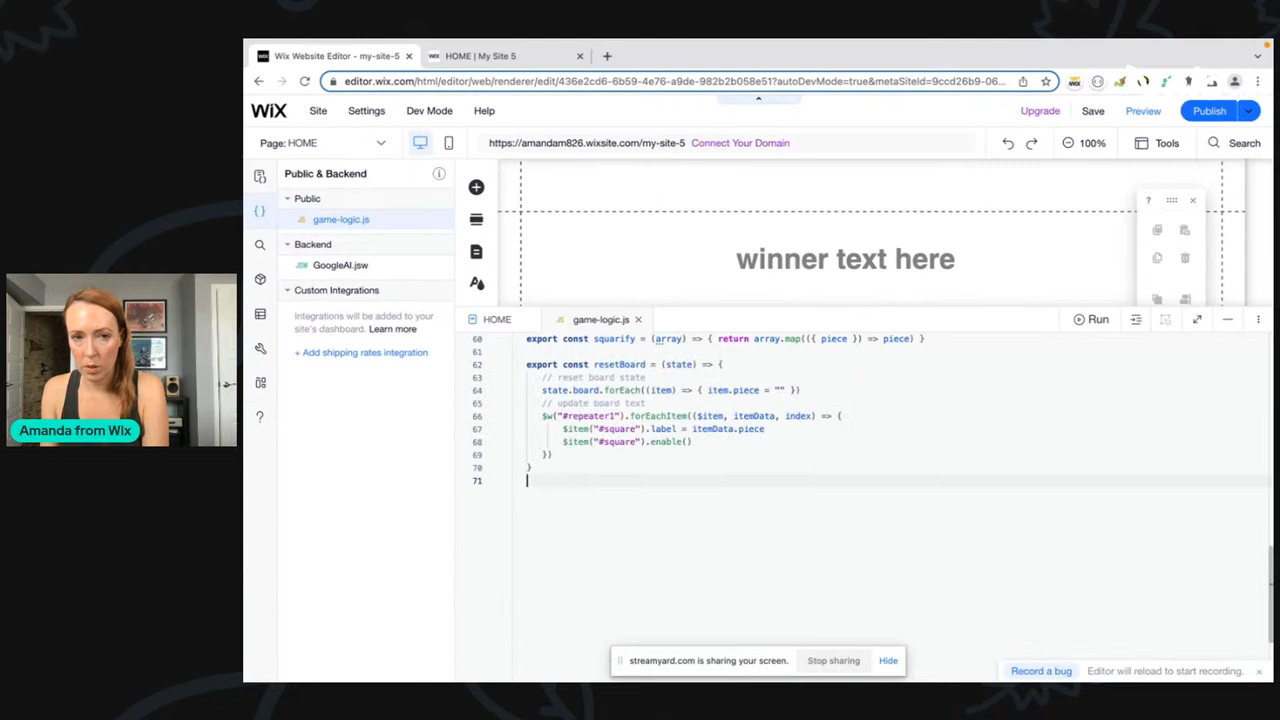 Wix Website Editor - my-site-5
HOME | My Site 5
editor.wix.com/html/editor/web/renderer/edit/436e2cd6-6b59-4e76-a9de-982b2b058e51?autoDevMode=true&metaSiteId=9ccd26b9-06...
WiX
Site
Settings
Dev Mode
Help
Upgrade
Save
Preview
Publish
Page: HOME
https://amandam826.wixsite.com/my-site-5
Connect Your Domain
100%
Tools
Search
Public & Backend
Public
game-logic.js
Backend
GoogleAI.jsw
Custom Integrations
Integrations will be added to your
site's dashboard. Learn more
+ Add shipping rates integration
winner text here
HOME
game-logic.js
Run
60 export const squarify = (array) => { return array.map(({ piece }) => piece) }
61
62 export const resetBoard = (state) => {
63 // reset board state
64 state.board.forEach((item) => { item.piece = "" })
65 // update board text
66 $w("#repeater1").forEachItem(($item, itemData, index) => {
67 $item("#square").label = itemData.piece
68 $item("#square").enable()
69 })
70 }
71
Amanda from Wix
streamyard.com is sharing your screen.
Stop sharing
Hide
Record a bug
Editor will reload to start recording.